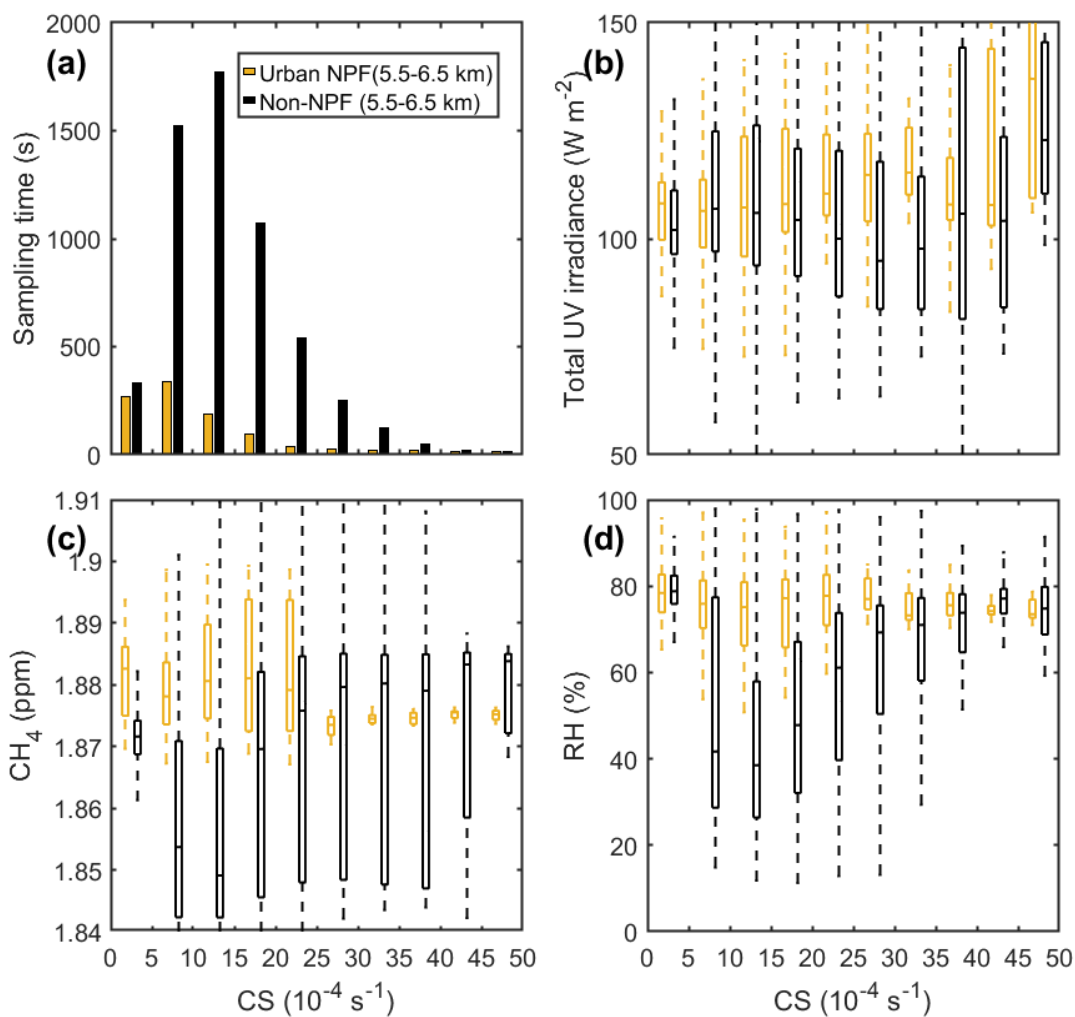 (a)
2000
1500
1000
500
0
Sampling time (s)
Urban NPF(5.5-6.5 km)
Non-NPF (5.5-6.5 km)
(b)
150
100
50
Total UV irradiance (W m⁻²)
(c)
1.91
1.9
1.89
1.88
1.87
1.86
1.85
1.84
CH₄ (ppm)
0 5 10 15 20 25 30 35 40 45 50
CS (10⁻⁴ s⁻¹)
(d)
100
80
60
40
20
0
RH (%)
0 5 10 15 20 25 30 35 40 45 50
CS (10⁻⁴ s⁻¹)